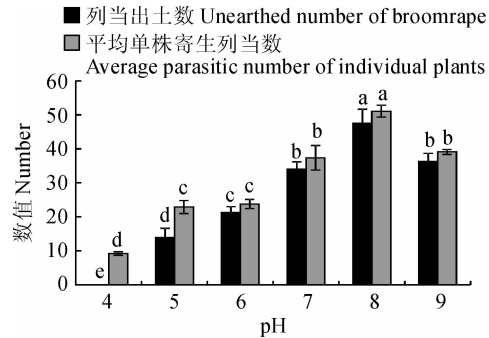 列当出土数 Unearthed number of broomrape
平均单株寄生列当数
Average parasitic number of individual plants
数值 Number
60
50
40
30
20
10
0
e d
d c
c c
b b
a a
b b
4 5 6 7 8 9
pH